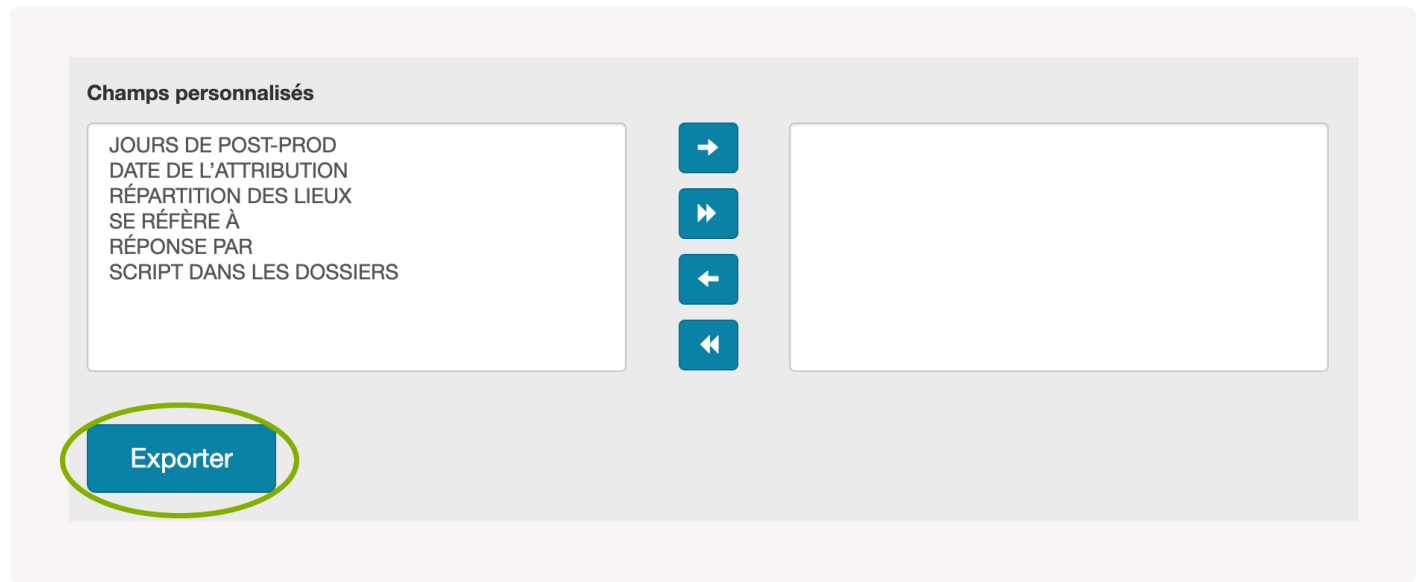 Champs personnalisés
JOURS DE POST-PROD
DATE DE L’ATTRIBUTION
RÉPARTITION DES LIEUX
SE RÉFÈRE À
RÉPONSE PAR
SCRIPT DANS LES DOSSIERS
Exporter